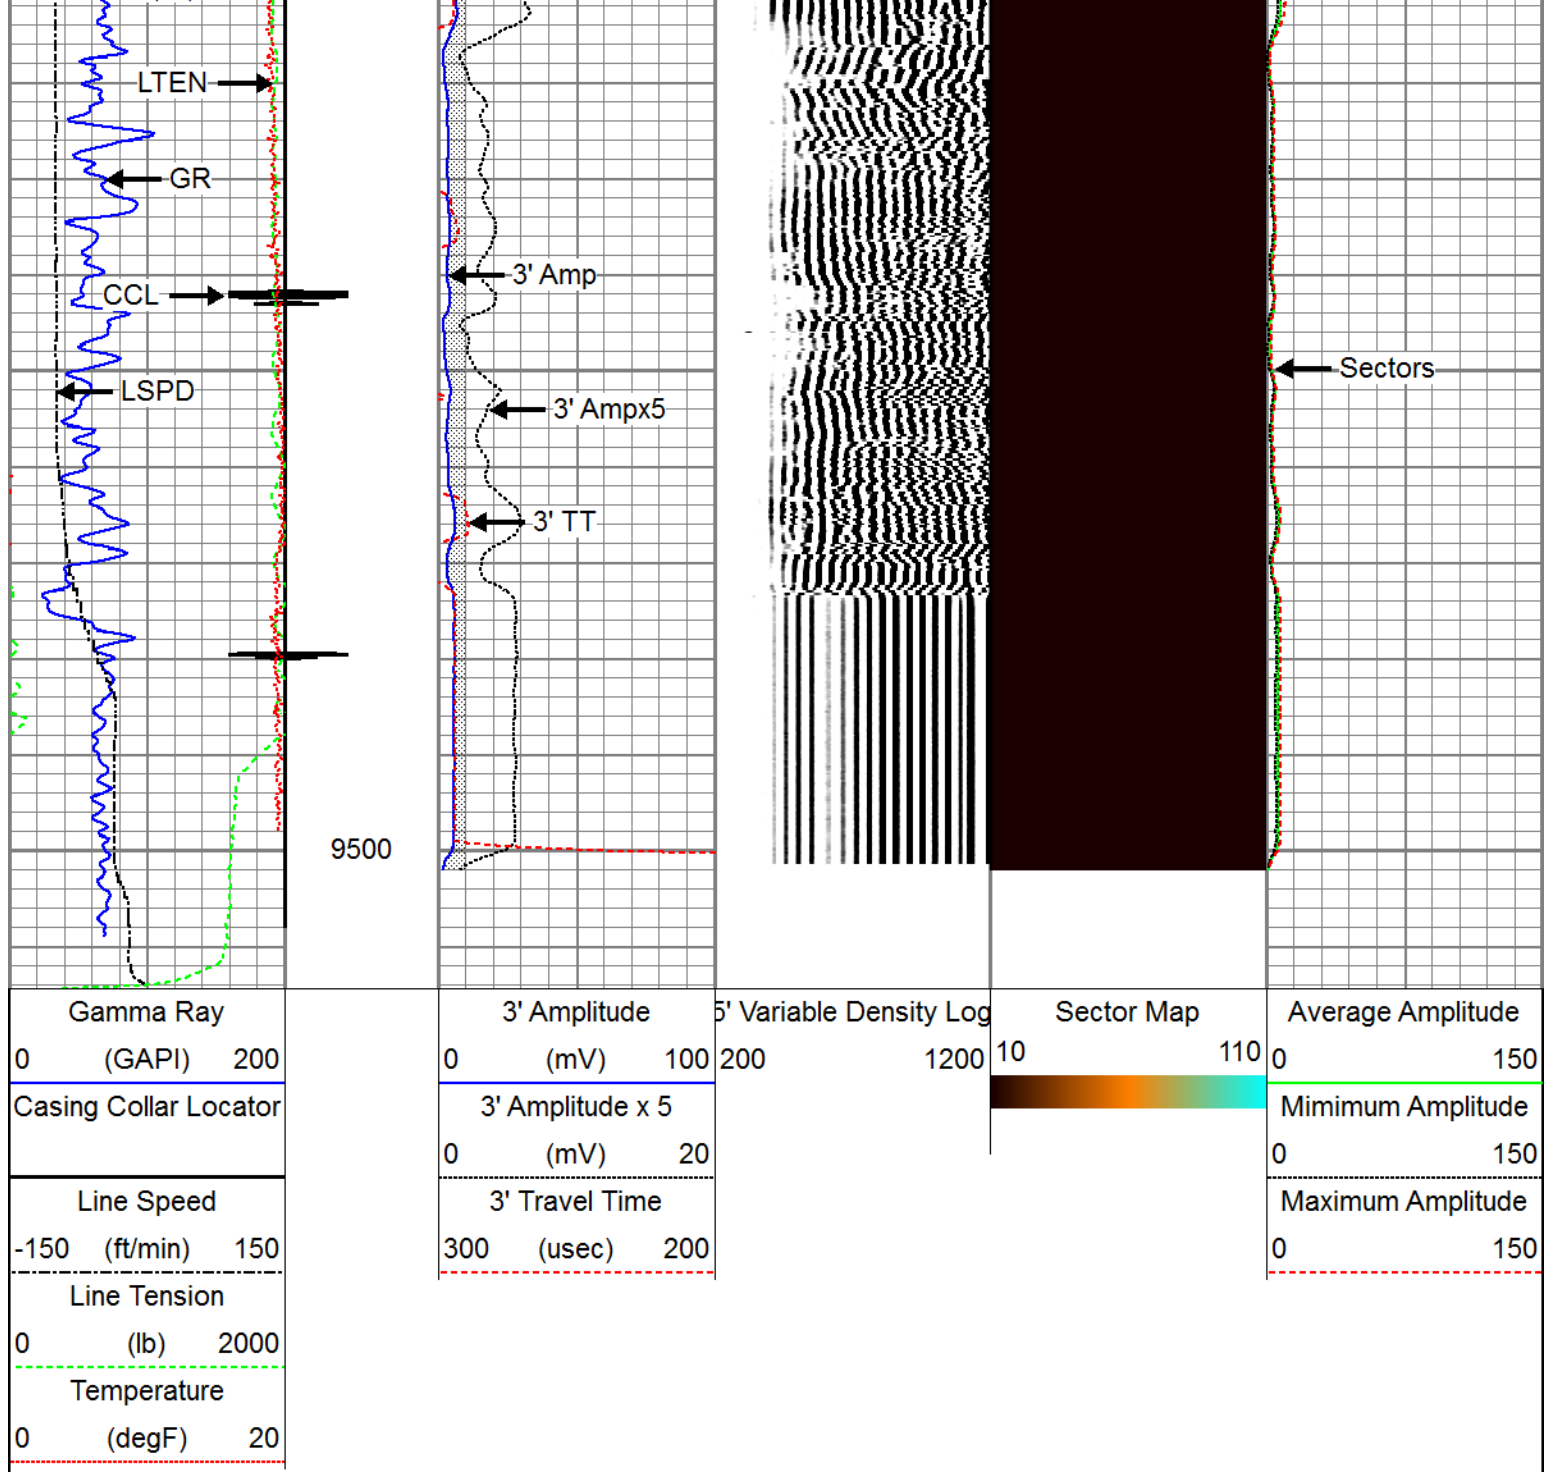 LTEN
GR
3' Amp
CCL
Sectors
LSPD
3' Ampx5
3' TT
9500
Gamma Ray
0 (GAPI) 200
Casing Collar Locator
Line Speed
-150 (ft/min) 150
Line Tension
0 (lb) 2000
Temperature
0 (degF) 20
3' Amplitude
0 (mV) 100
3' Amplitude x 5
0 (mV) 20
3' Travel Time
300 (usec) 200
5' Variable Density Log
200 1200
Sector Map
10 110
Average Amplitude
0 150
Mimimum Amplitude
0 150
Maximum Amplitude
0 150